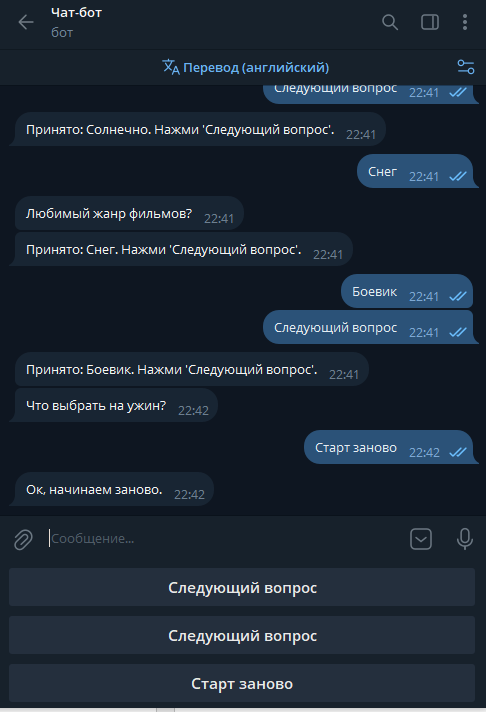 Чат-бот
бот
Перевод (английский)
Следующий вопрос 22:41
Принято: Солнечно. Нажми 'Следующий вопрос'. 22:41
Снег 22:41
Любимый жанр фильмов? 22:41
Принято: Снег. Нажми 'Следующий вопрос'. 22:41
Боевик 22:41
Следующий вопрос 22:41
Принято: Боевик. Нажми 'Следующий вопрос'. 22:41
Что выбрать на ужин? 22:42
Старт заново 22:42
Ок, начинаем заново. 22:42
Сообщение...
Следующий вопрос
Следующий вопрос
Старт заново